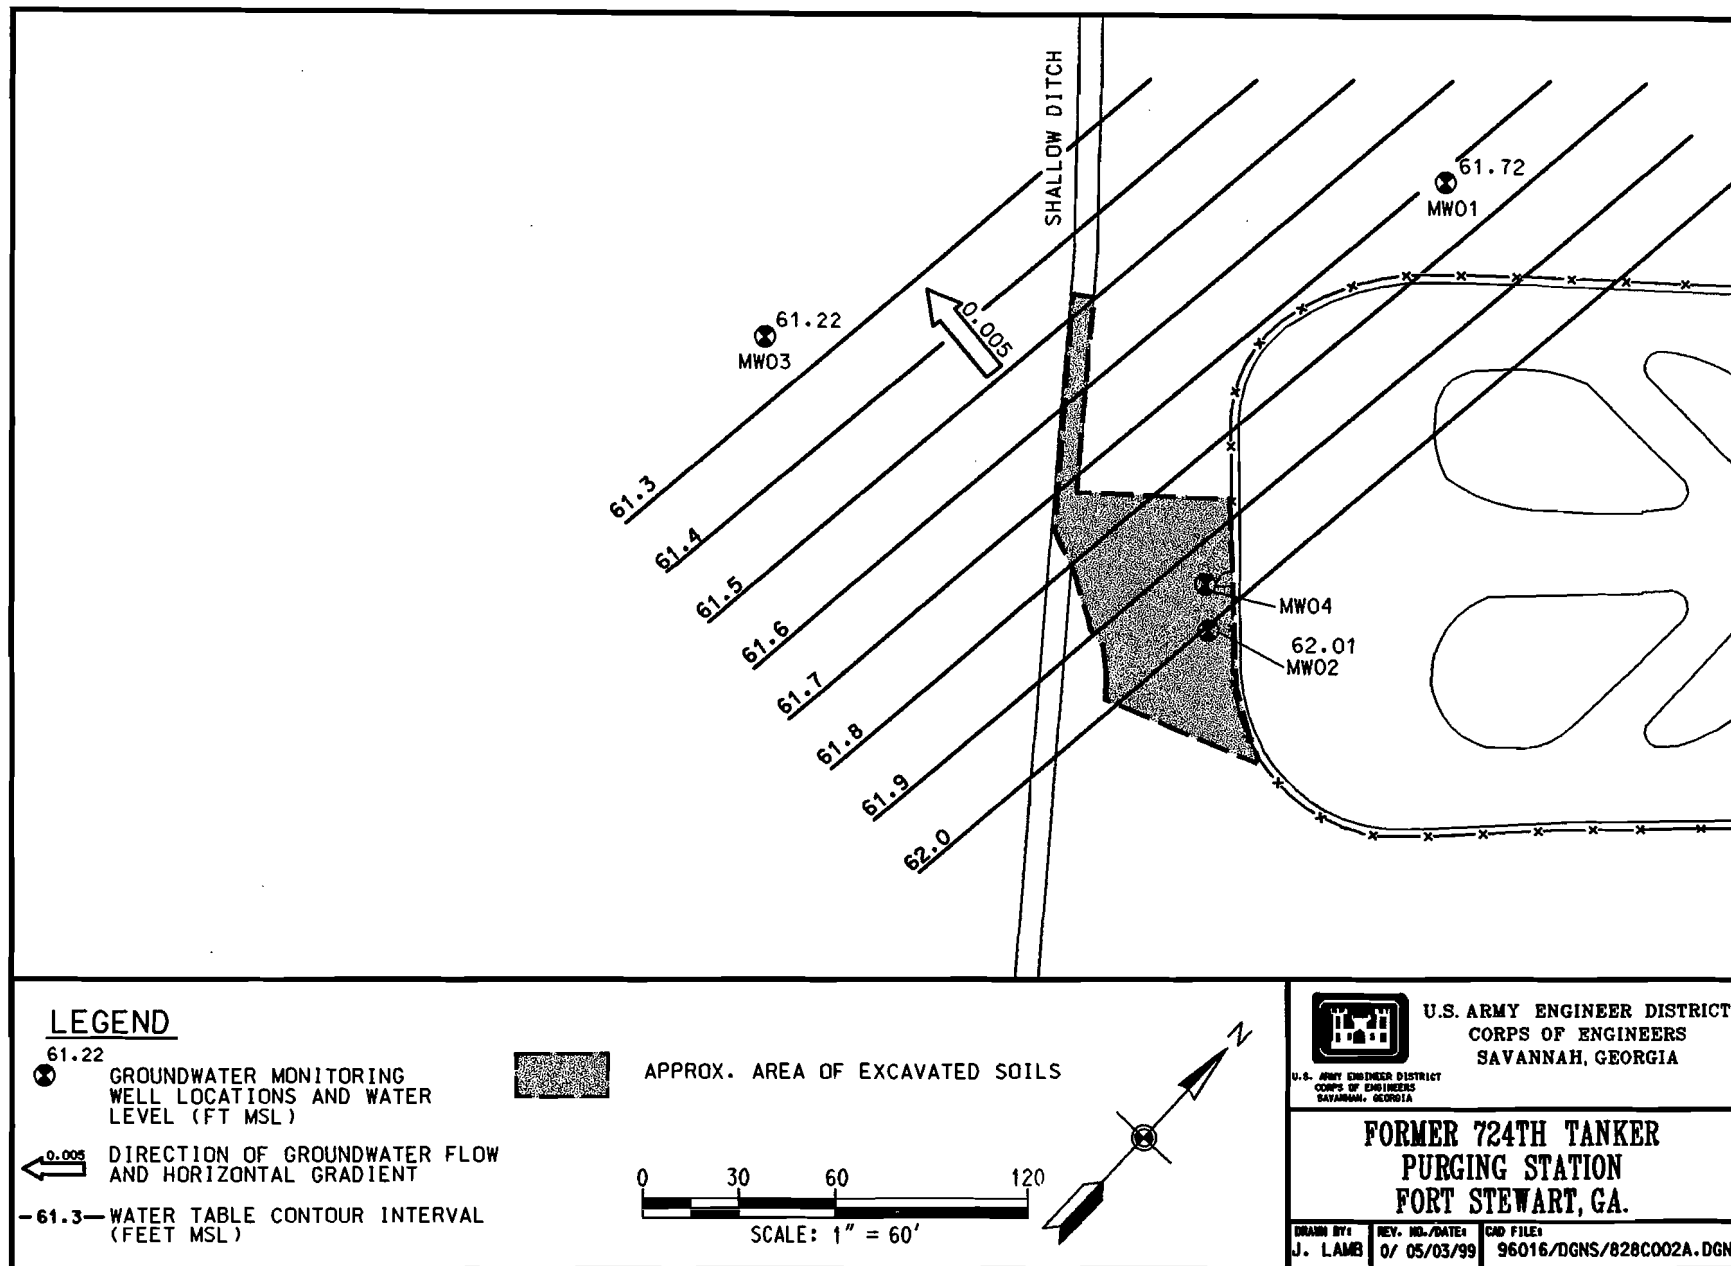 SHALLOW DITCH
61.72
MW01
61.22
MW03
0.005
61.3
61.4
61.5
61.6
61.7
61.8
61.9
62.0
MW04
62.01
MW02
LEGEND
61.22
GROUNDWATER MONITORING
WELL LOCATIONS AND WATER
LEVEL (FT MSL)
0.005
DIRECTION OF GROUNDWATER FLOW
AND HORIZONTAL GRADIENT
-61.3— WATER TABLE CONTOUR INTERVAL
(FEET MSL)
APPROX. AREA OF EXCAVATED SOILS
0 30 60 120
SCALE: 1" = 60'
N
U.S. ARMY ENGINEER DISTRICT
CORPS OF ENGINEERS
SAVANNAH, GEORGIA
U.S. ARMY ENGINEER DISTRICT
CORPS OF ENGINEERS
SAVANNAH, GEORGIA
FORMER 724TH TANKER
PURGING STATION
FORT STEWART, GA.
DRAWN BY:
J. LAMB
REV. NO./DATE:
0/ 05/03/99
CAD FILE:
96016/DGNS/828C002A.DGN